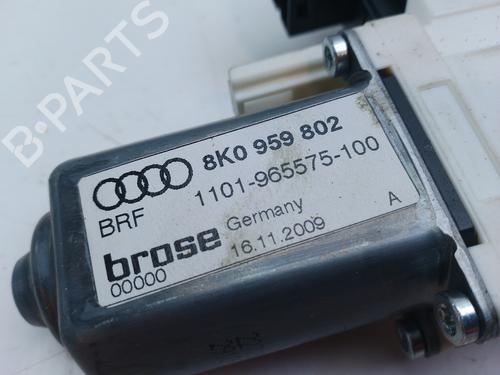 B-PARTS
8K0 959 802
1101-965575-100
BRF
brose Germany
16.11.2009 A
00000